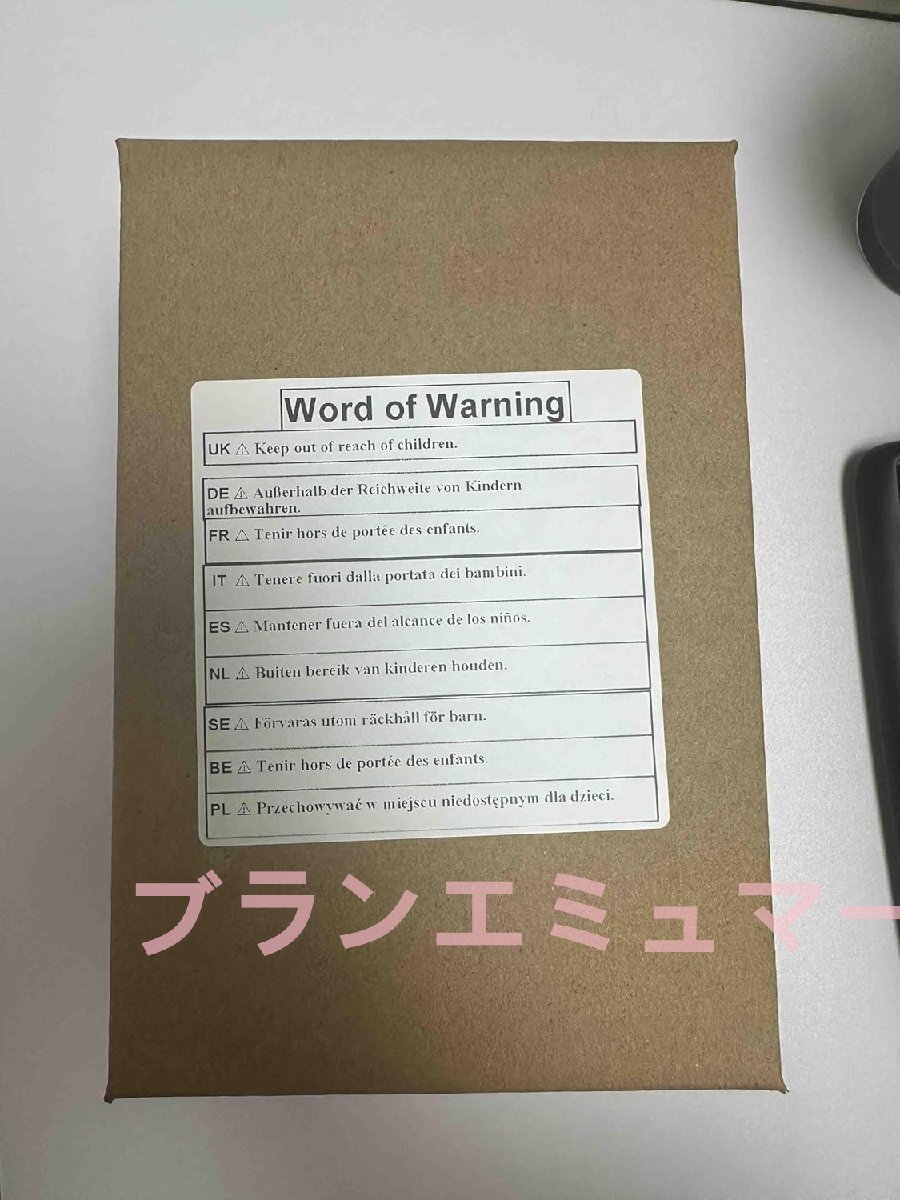 Word of Warning
UK ⚠ Keep out of reach of children.
DE ⚠ Außerhalb der Reichweite von Kindern
aufbewahren.
FR ⚠ Tenir hors de portée des enfants.
IT ⚠ Tenere fuori dalla portata dei bambini.
ES ⚠ Mantener fuera del alcance de los niños.
NL ⚠ Buiten bereik van kinderen houden.
SE ⚠ Förvaras utom räckhåll för barn.
BE ⚠ Tenir hors de portée des enfants.
PL ⚠ Przechowywać w miejscu niedostępnym dla dzieci.
ブランエミュマー